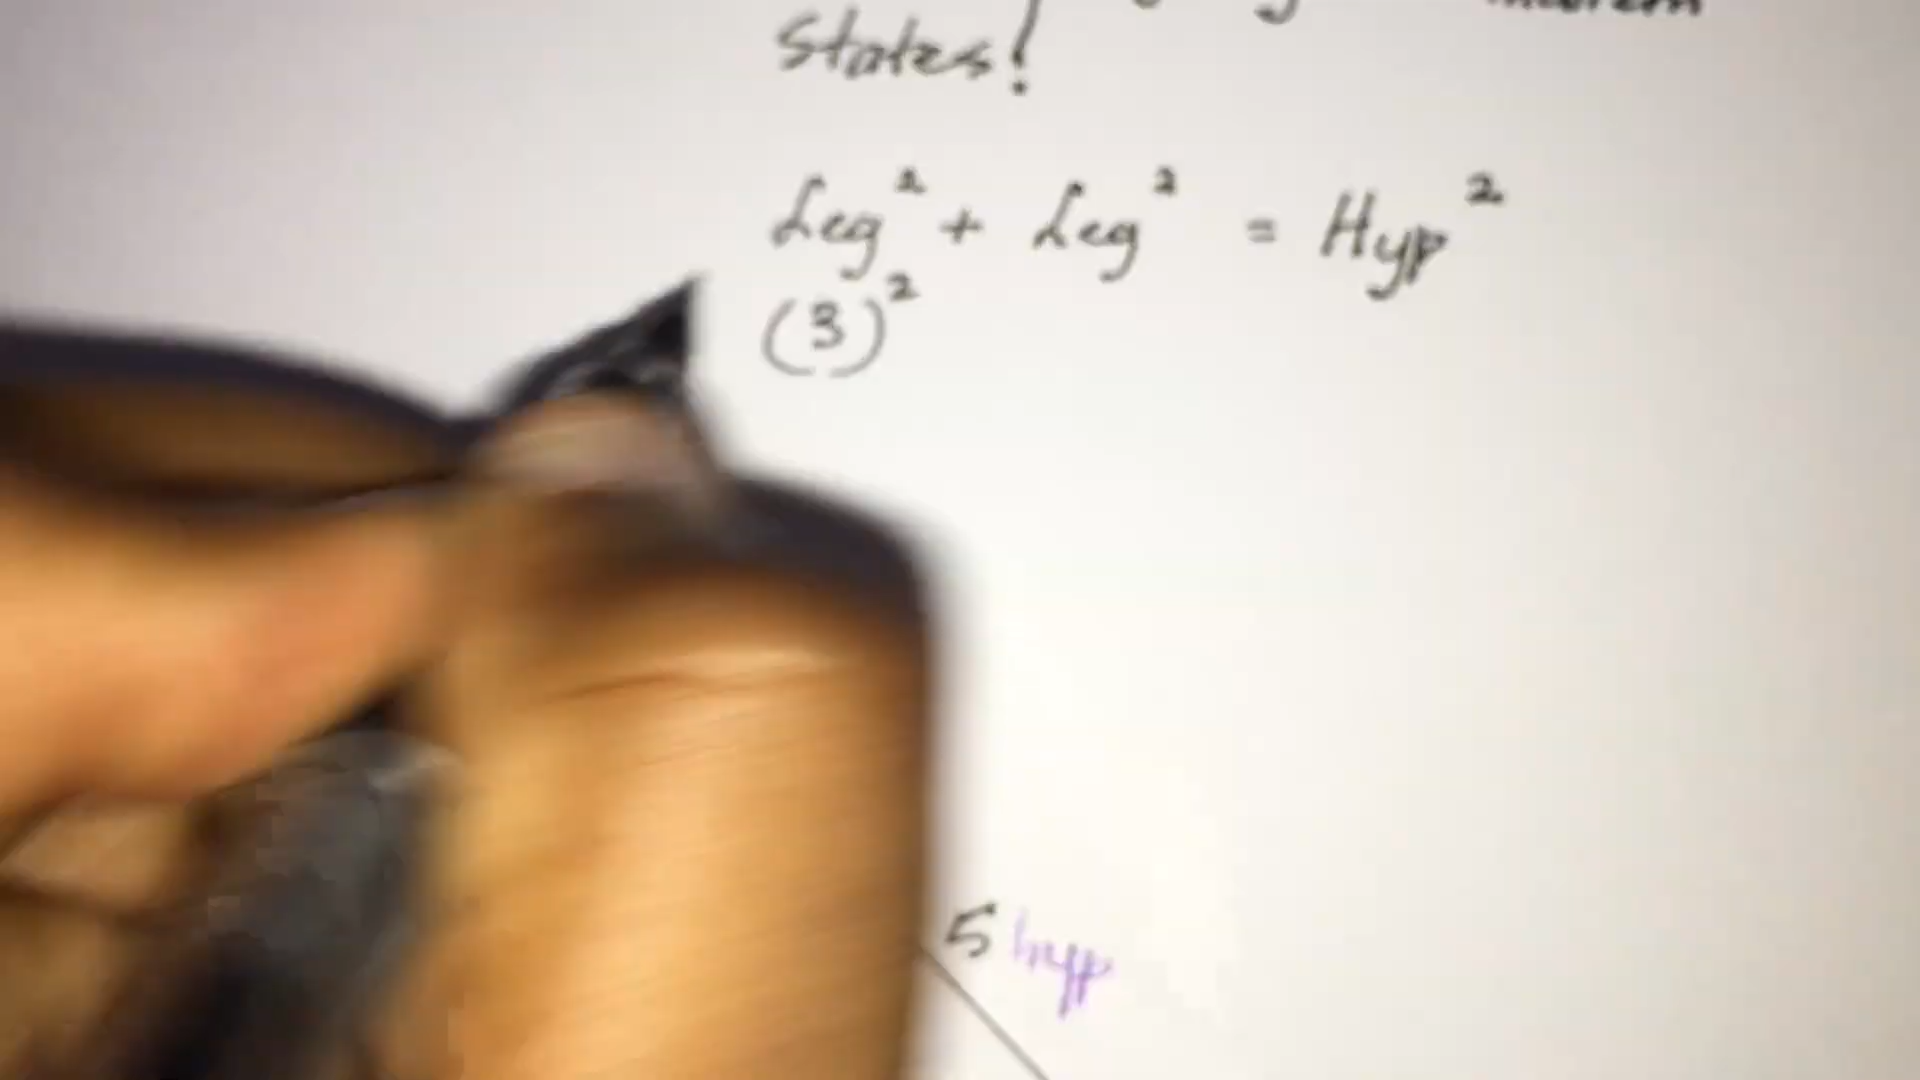 States!
Leg² + Leg² = Hyp²
(3)²
5 hyp